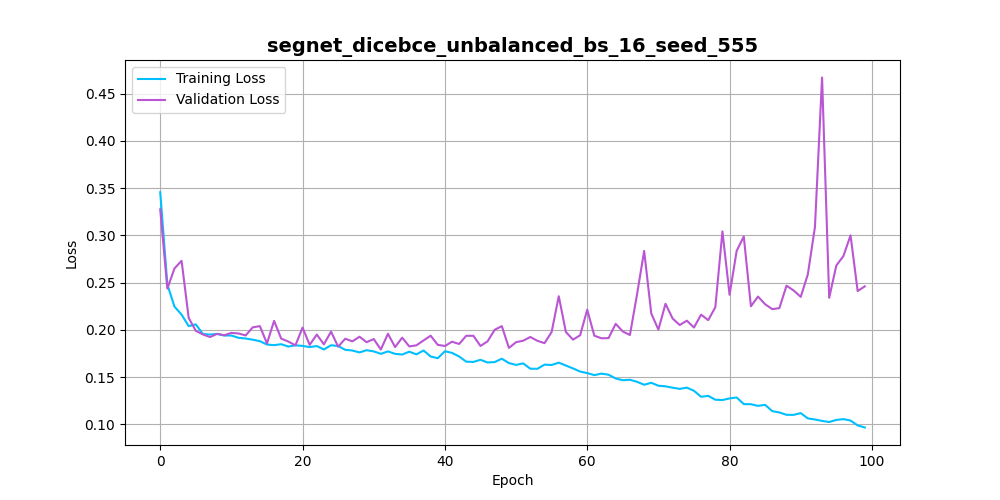 segnet_dicebce_unbalanced_bs_16_seed_555
Training Loss
Validation Loss
0.45
0.40
0.35
0.30
0.25
0.20
0.15
0.10
Loss
0 20 40 60 80 100
Epoch